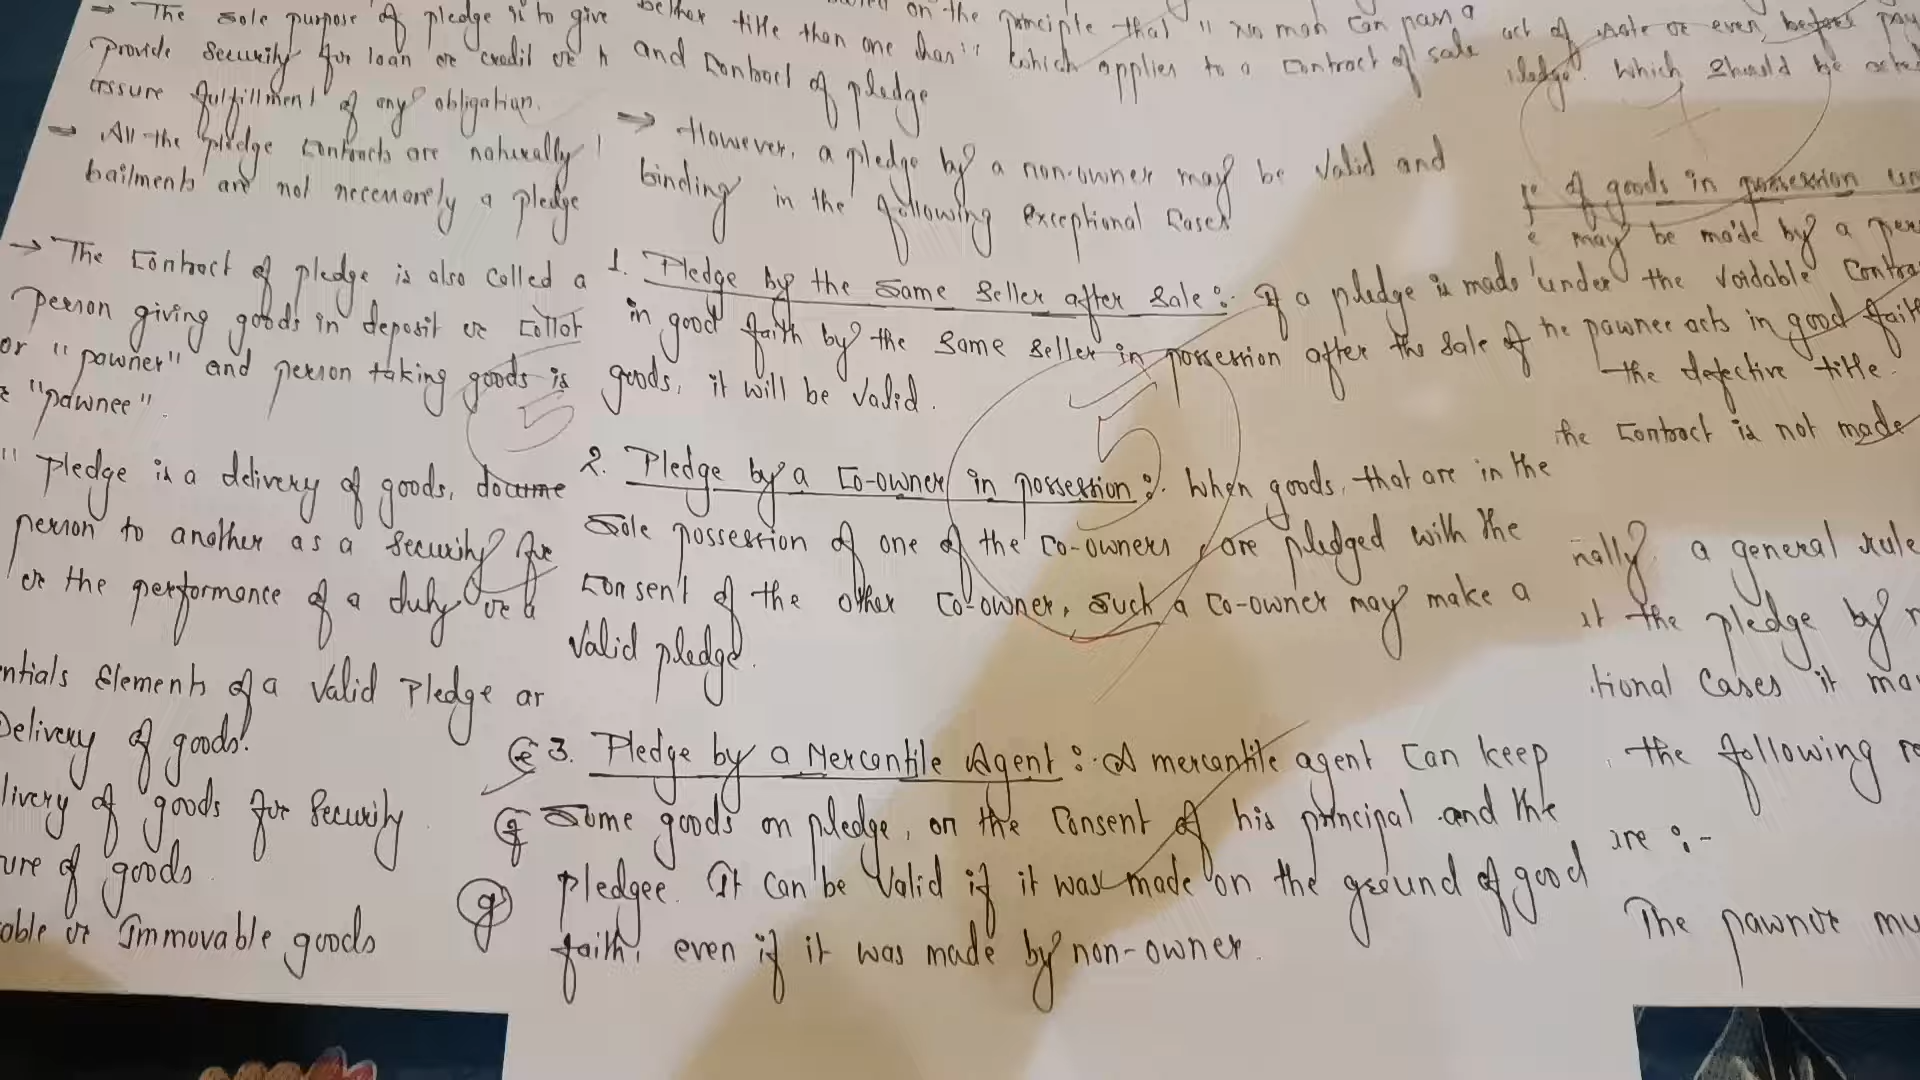 → The sole purpose of pledge is to give
provide security for loan or credit or
assure fulfillment of any obligation.
→ All the pledge contracts are naturally
bailments are not necessarely a pledge
→ The contract of pledge is also called a
person giving goods in deposit or
or "pawner" and person taking goods is
"pawnee".
" Pledge is a delivery of goods, docume
person to another as a security for
or the performance of a duty or a
ntials Elements of a Valid Pledge ar
Delivery of goods.
livery of goods for security
ure of goods
able or Immovable goods
on the principle that " no man can pass a
better title than one has" which applies to a contract of sale
and contract of pledge
→ However, a pledge by a non-owner may be valid and
binding in the following exceptional cases
1. Pledge by the same seller after sale :- If a pledge is made
in good faith by the same seller in possession after the sale of
goods, it will be valid.
2. Pledge by a co-owner in possession :- When goods, that are in the
sole possession of one of the co-owners, are pledged with the
consent of the other co-owner, such a co-owner may make a
valid pledge.
3. Pledge by a Mercantile Agent :- A mercantile agent can keep
some goods on pledge, on the consent of his principal and the
pledgee. It can be valid if it was made on the ground of good
faith, even if it was made by non-owner.
g
5
5
act of sale or even before pay
which should be
of goods in possession un
may be made by a per
under the voidable contra
he pawnee acts in good fait
the defective title.
he contract is not made
nally, a general rule
it the pledge by n
tional cases it ma
the following re
are :-
The pawnor mu